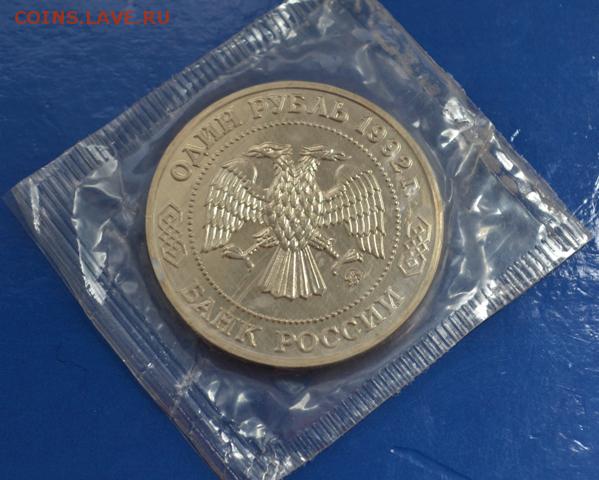 COINS.LAVE.RU
ОДИН РУБЛЬ 1992 Г.
БАНК РОССИИ